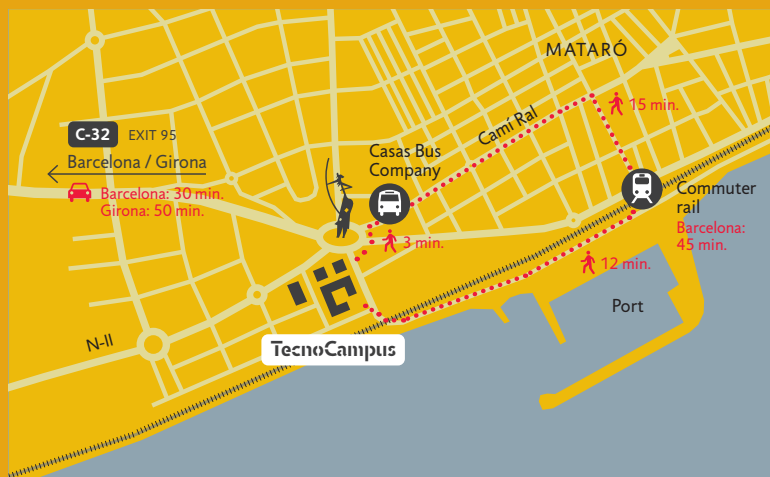 MATARÓ
15 min.
C-32 EXIT 95
Barcelona / Girona
Barcelona: 30 min.
Girona: 50 min.
Camí Ral
Casas Bus
Company
3 min.
Commuter
rail
Barcelona:
45 min.
12 min.
Port
N-II
TecnoCampus